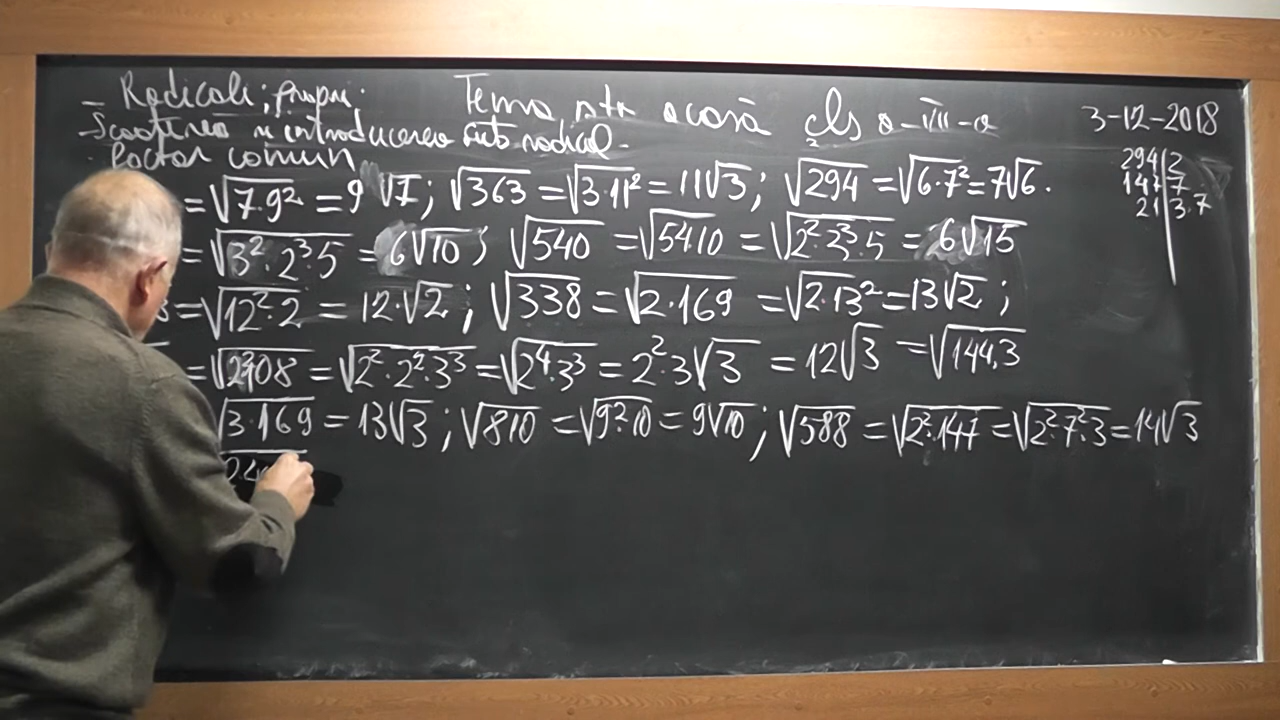 - Radicali; propr;
Tema ptr acasă cls a-VII-a
3-12-2018
- Scoaterea și introducerea sub radical.
. Factor comun
294|2
147|7
21|3·7
=√7·9² = 9√7; √363 = √3·11² = 11√3; √294 = √6·7² = 7√6.
=√3²·2³·5 = 6√10; √540 = √54·10 = √2²·3³·5 = 6√15
=√12²·2 = 12·√2; √338 = √2·169 = √2·13² = 13√2;
= √2²·108 = √2²·2²·3³ = √2⁴·3³ = 2²·3√3 = 12√3 = √144·3
√3·169 = 13√3; √810 = √9²·10 = 9√10; √588 = √2²·147 = √2²·7²·3 = 14√3